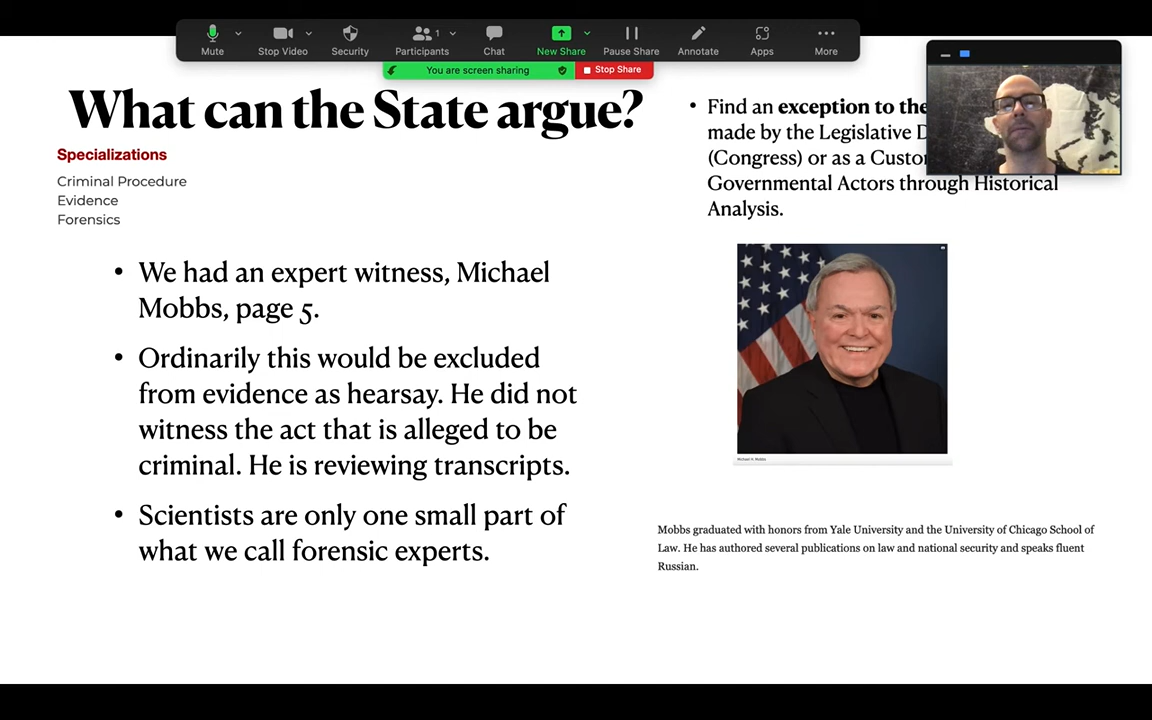 Mute
Stop Video
Security
1
Participants
Chat
New Share
Pause Share
Annotate
Apps
More
You are screen sharing
Stop Share
What can the State argue?
Specializations
Criminal Procedure
Evidence
Forensics
• We had an expert witness, Michael
Mobbs, page 5.
• Ordinarily this would be excluded
from evidence as hearsay. He did not
witness the act that is alleged to be
criminal. He is reviewing transcripts.
• Scientists are only one small part of
what we call forensic experts.
• Find an exception to the
made by the Legislative
(Congress) or as a
Governmental Actors through Historical
Analysis.
Michael H. Mobbs
Mobbs graduated with honors from Yale University and the University of Chicago School of
Law. He has authored several publications on law and national security and speaks fluent
Russian.